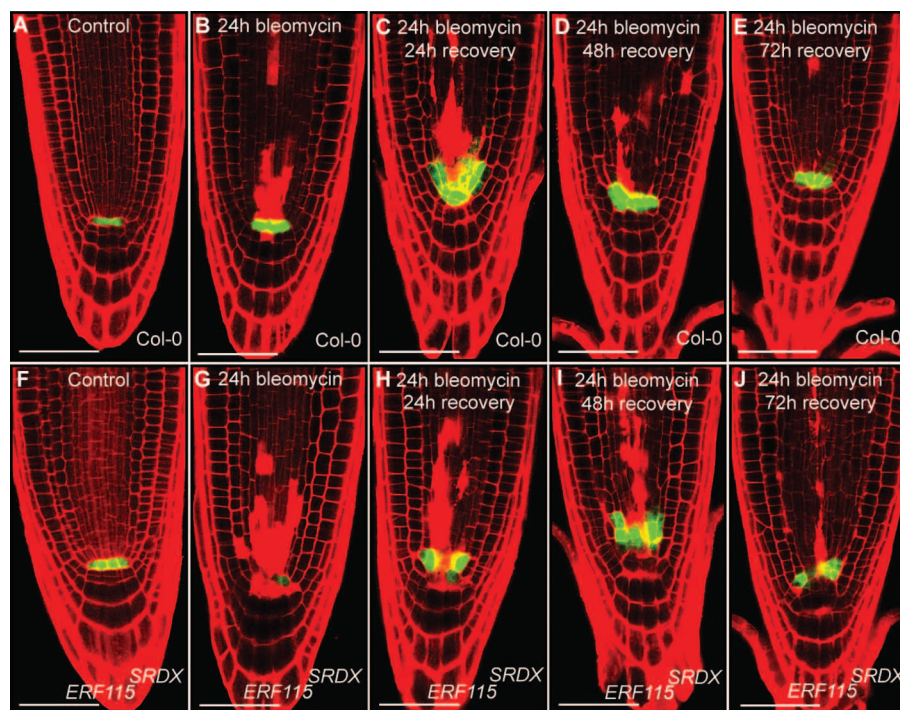 A Control
Col-0
B 24h bleomycin
Col-0
C 24h bleomycin
24h recovery
Col-0
D 24h bleomycin
48h recovery
Col-0
E 24h bleomycin
72h recovery
Col-0
F Control
SRDX
ERF115
G 24h bleomycin
SRDX
ERF115
H 24h bleomycin
24h recovery
SRDX
ERF115
I 24h bleomycin
48h recovery
SRDX
ERF115
J 24h bleomycin
72h recovery
SRDX
ERF115